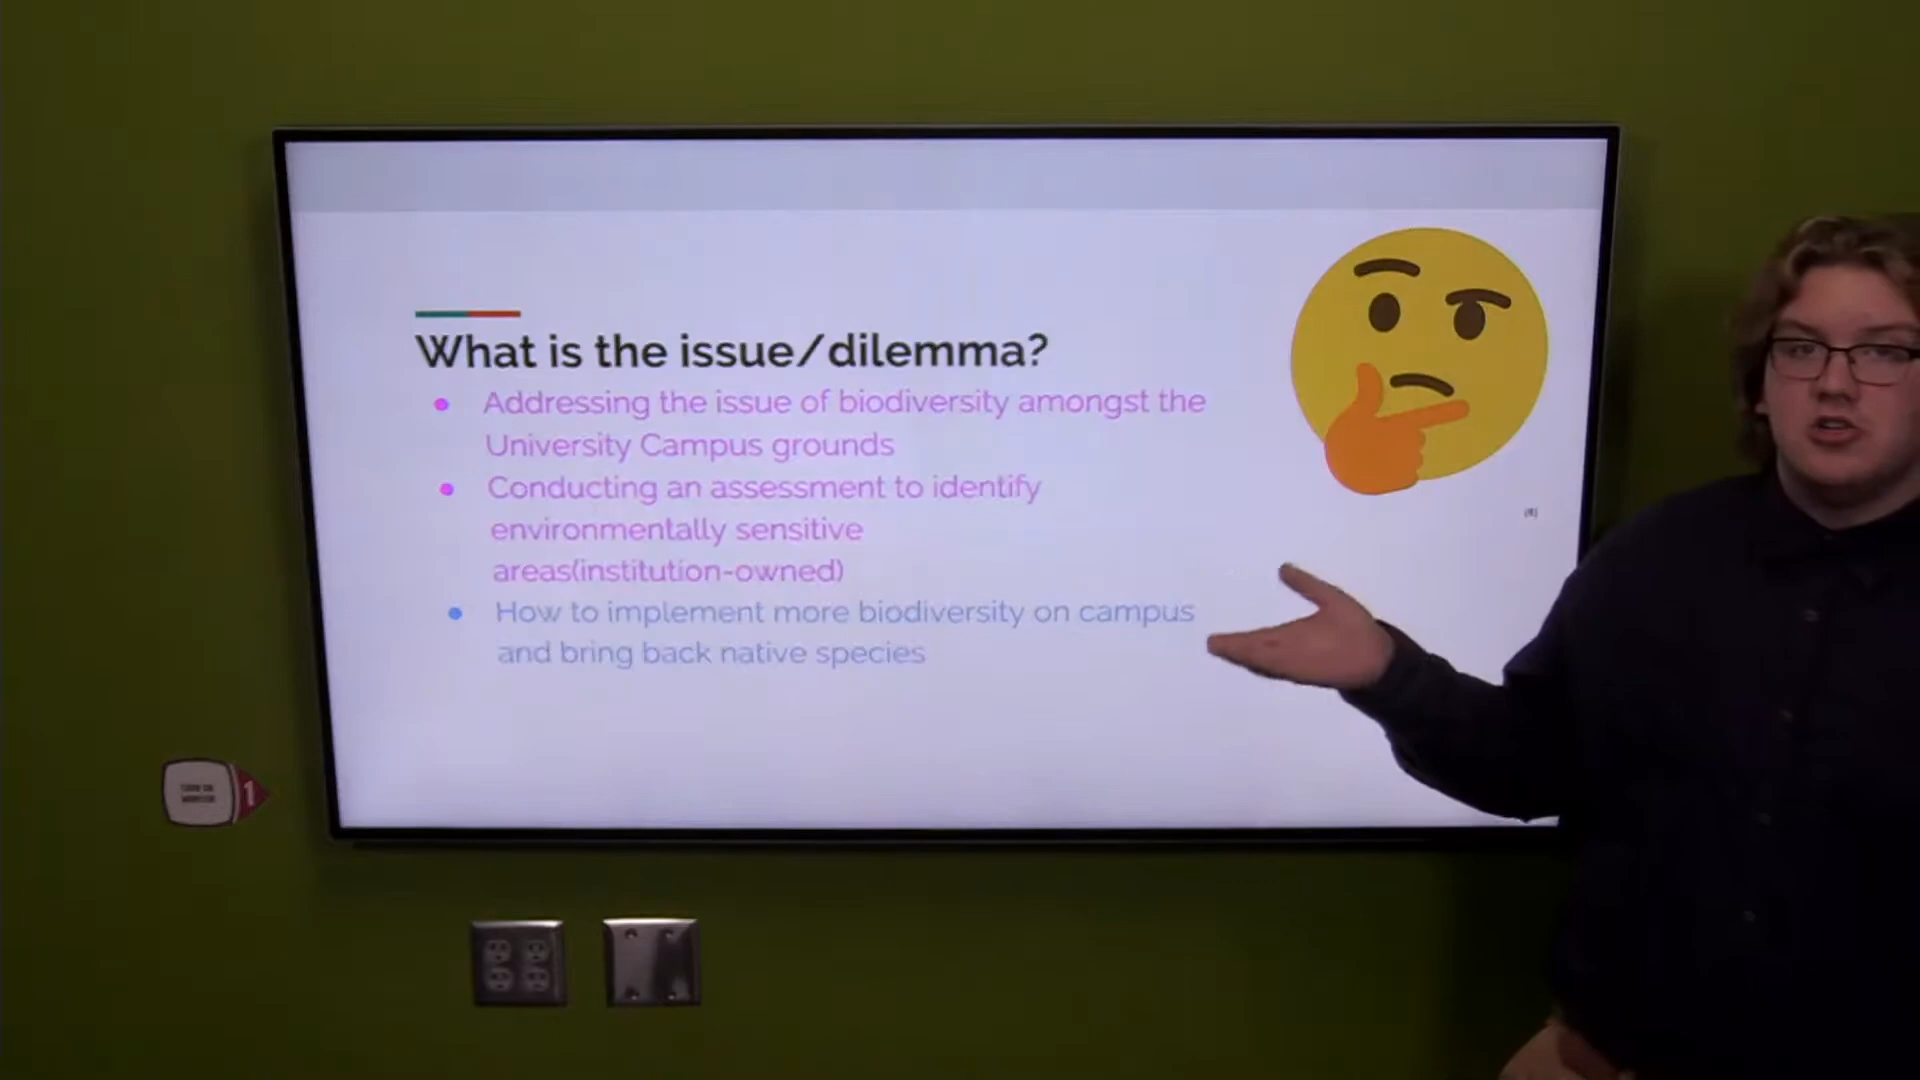 What is the issue/dilemma?
● Addressing the issue of biodiversity amongst the
University Campus grounds
● Conducting an assessment to identify
environmentally sensitive
areas(institution-owned)
● How to implement more biodiversity on campus
and bring back native species
1